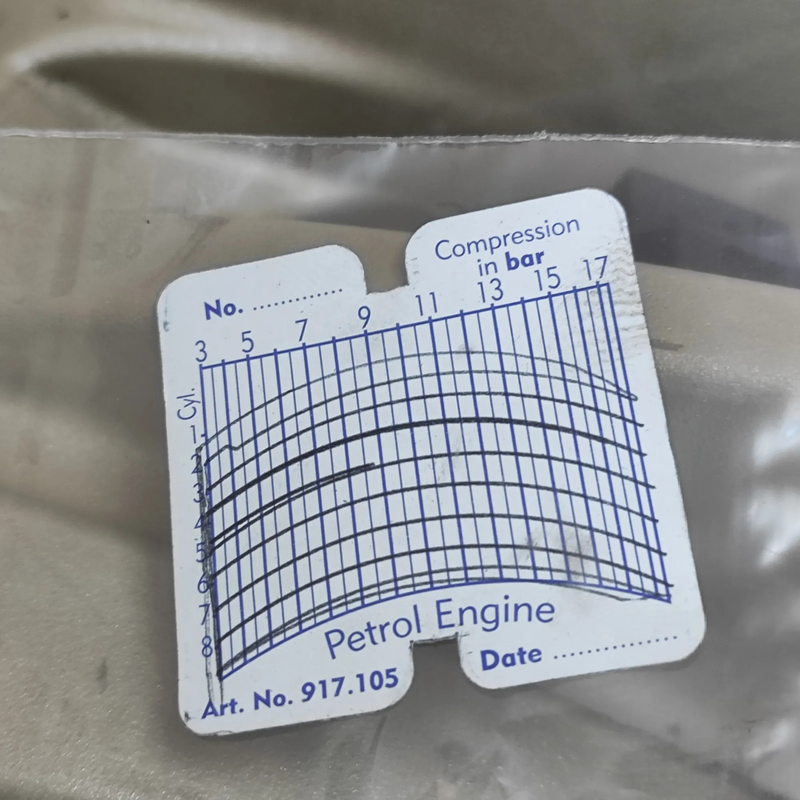 No. ..............
Compression
in bar
3 5 7 9 11 13 15 17
Cyl.
1
2
3
4
5
6
7
8
Petrol Engine
Date ..................
Art. No. 917.105